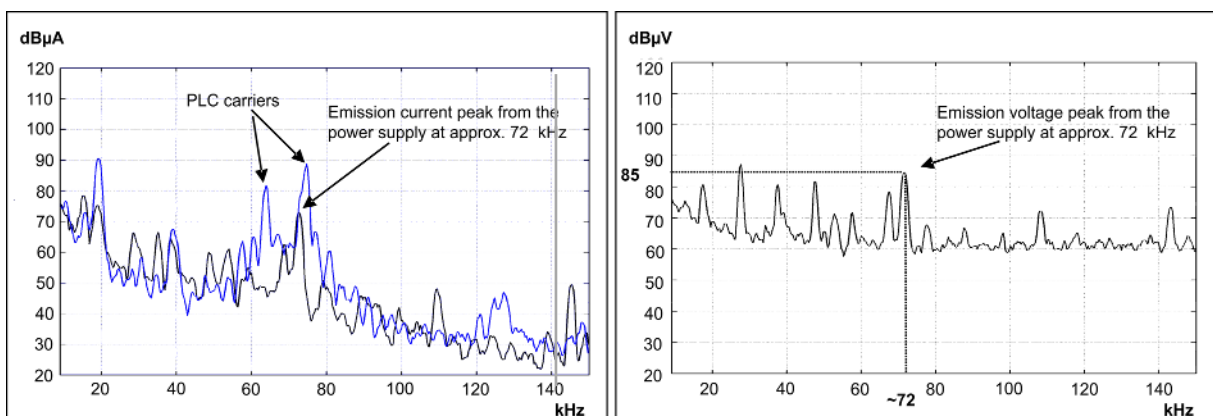 dBµA
120
110
100
90
80
70
60
50
40
30
20
PLC carriers
Emission current peak from the
power supply at approx. 72 kHz
20 40 60 80 100 120 140
kHz
dBµV
120
110
100
90
85
80
70
60
50
40
30
20
Emission voltage peak from the
power supply at approx. 72 kHz
20 40 60 80 100 120 140
~72
kHz